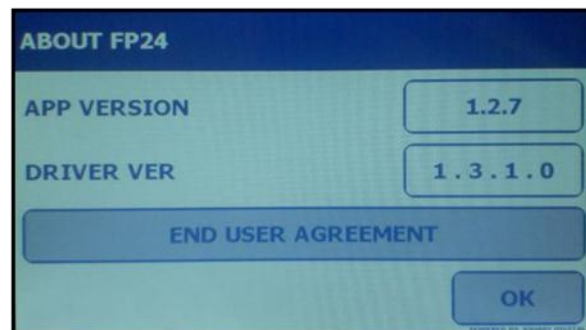 ABOUT FP24
APP VERSION 1.2.7
DRIVER VER 1.3.1.0
END USER AGREEMENT
OK